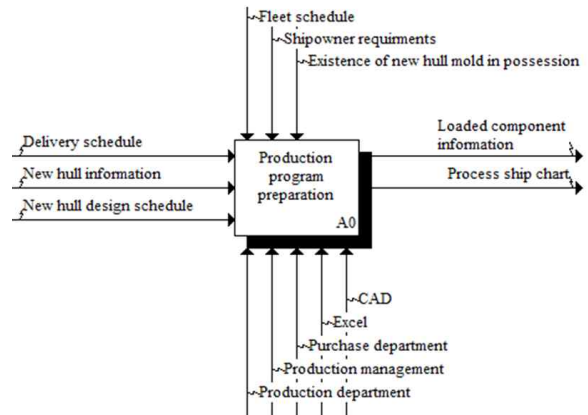 Fleet schedule
Shipowner requirments
Existence of new hull mold in possession
Delivery schedule
New hull information
New hull design schedule
Production
program
preparation
A0
Loaded component
information
Process ship chart
CAD
Excel
Purchase department
Production management
Production department